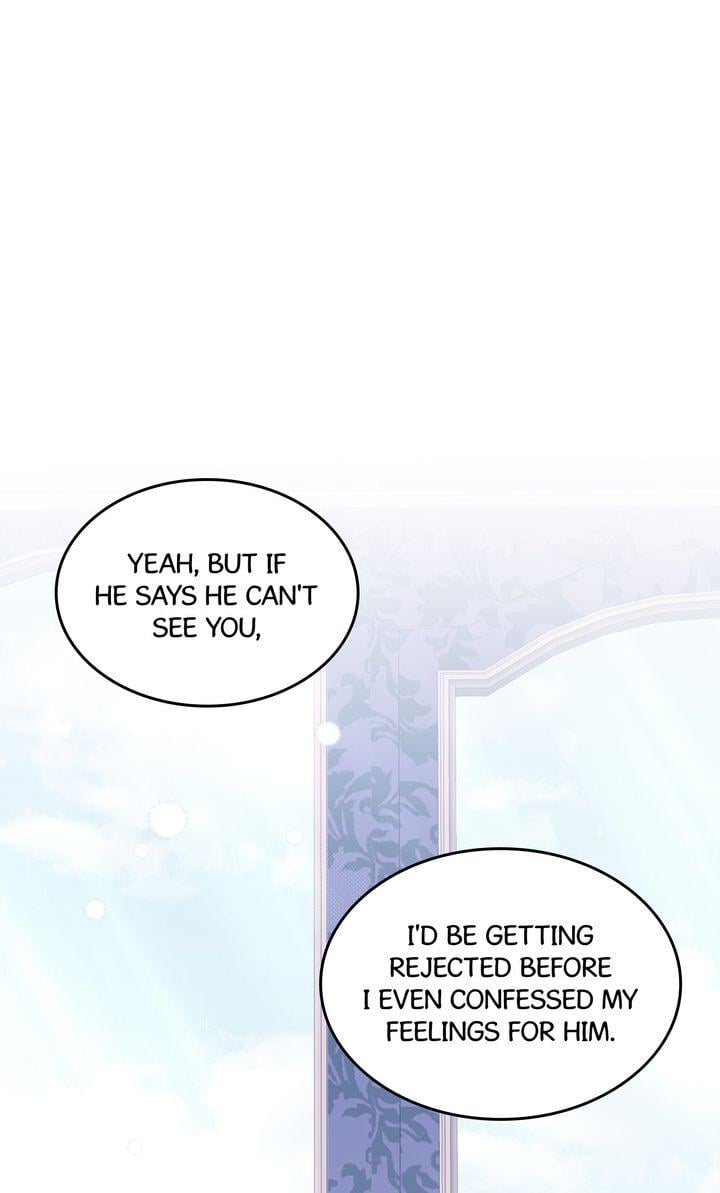 YEAH, BUT IF
HE SAYS HE CAN'T
SEE YOU,
I'D BE GETTING
REJECTED BEFORE
I EVEN CONFESSED MY
FEELINGS FOR HIM.